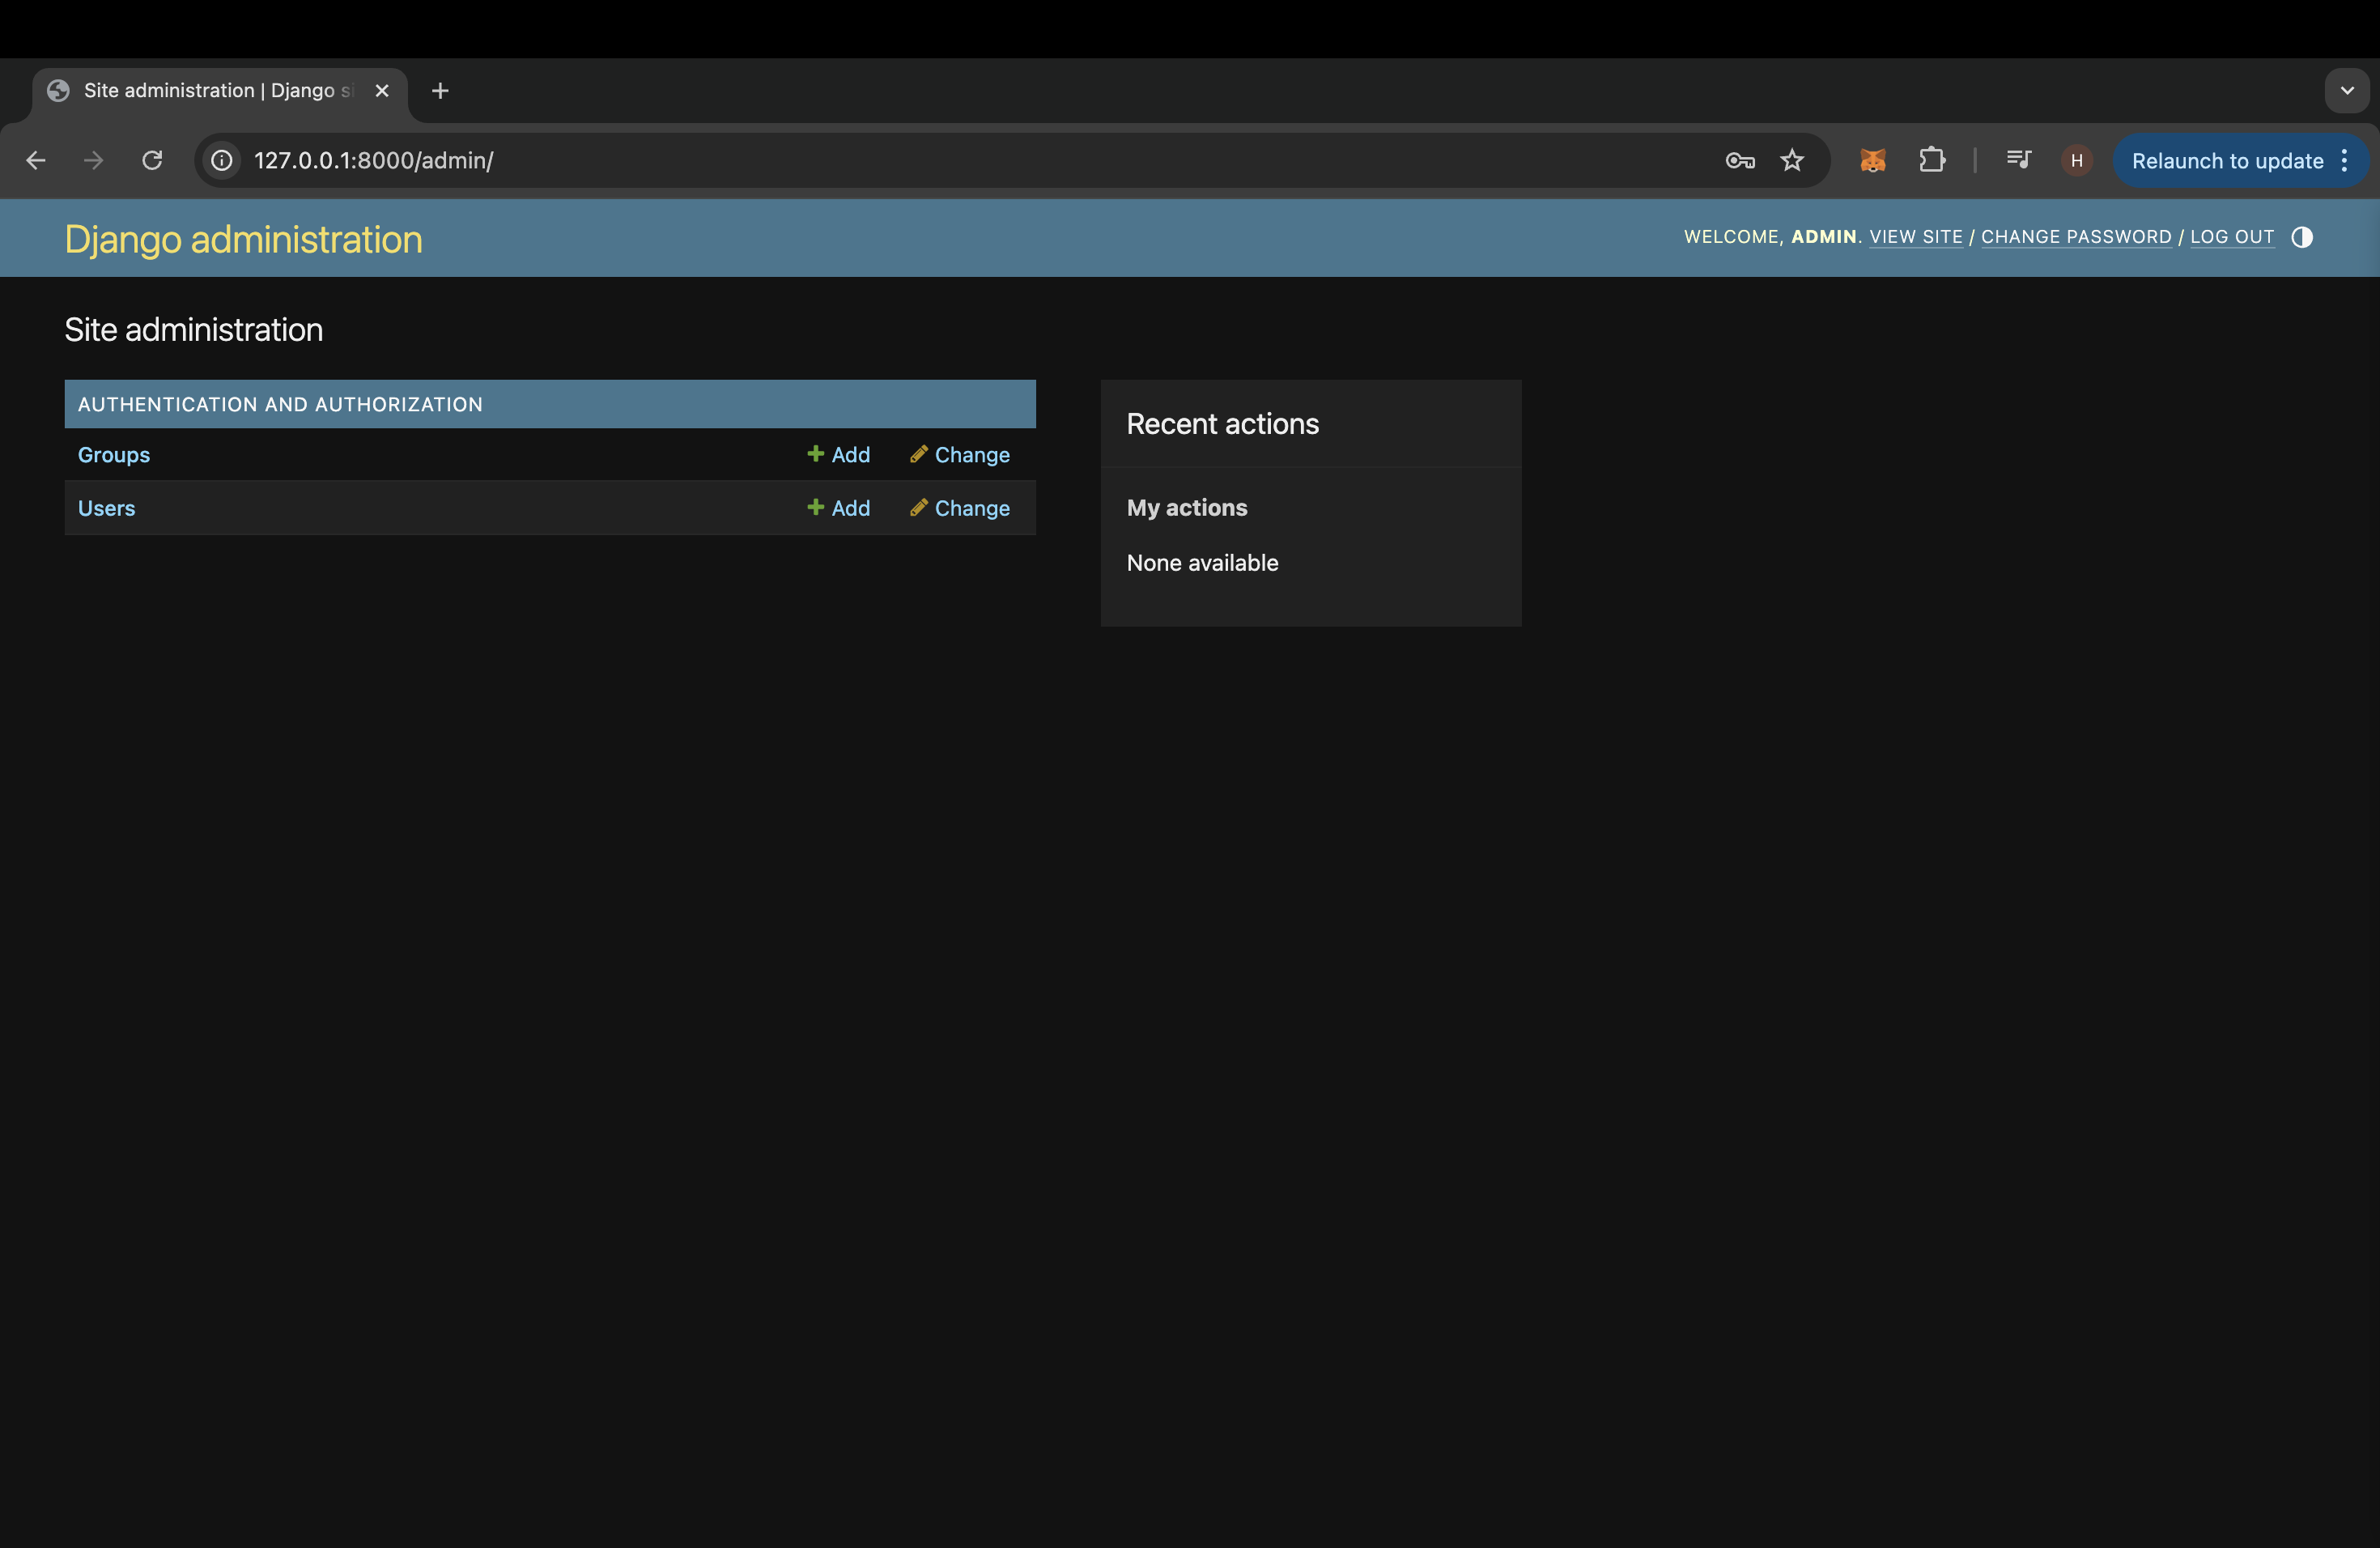 Site administration | Django si
127.0.0.1:8000/admin/
H
Relaunch to update
Django administration
WELCOME, ADMIN. VIEW SITE / CHANGE PASSWORD / LOG OUT
Site administration
AUTHENTICATION AND AUTHORIZATION
Groups Add Change
Users Add Change
Recent actions
My actions
None available